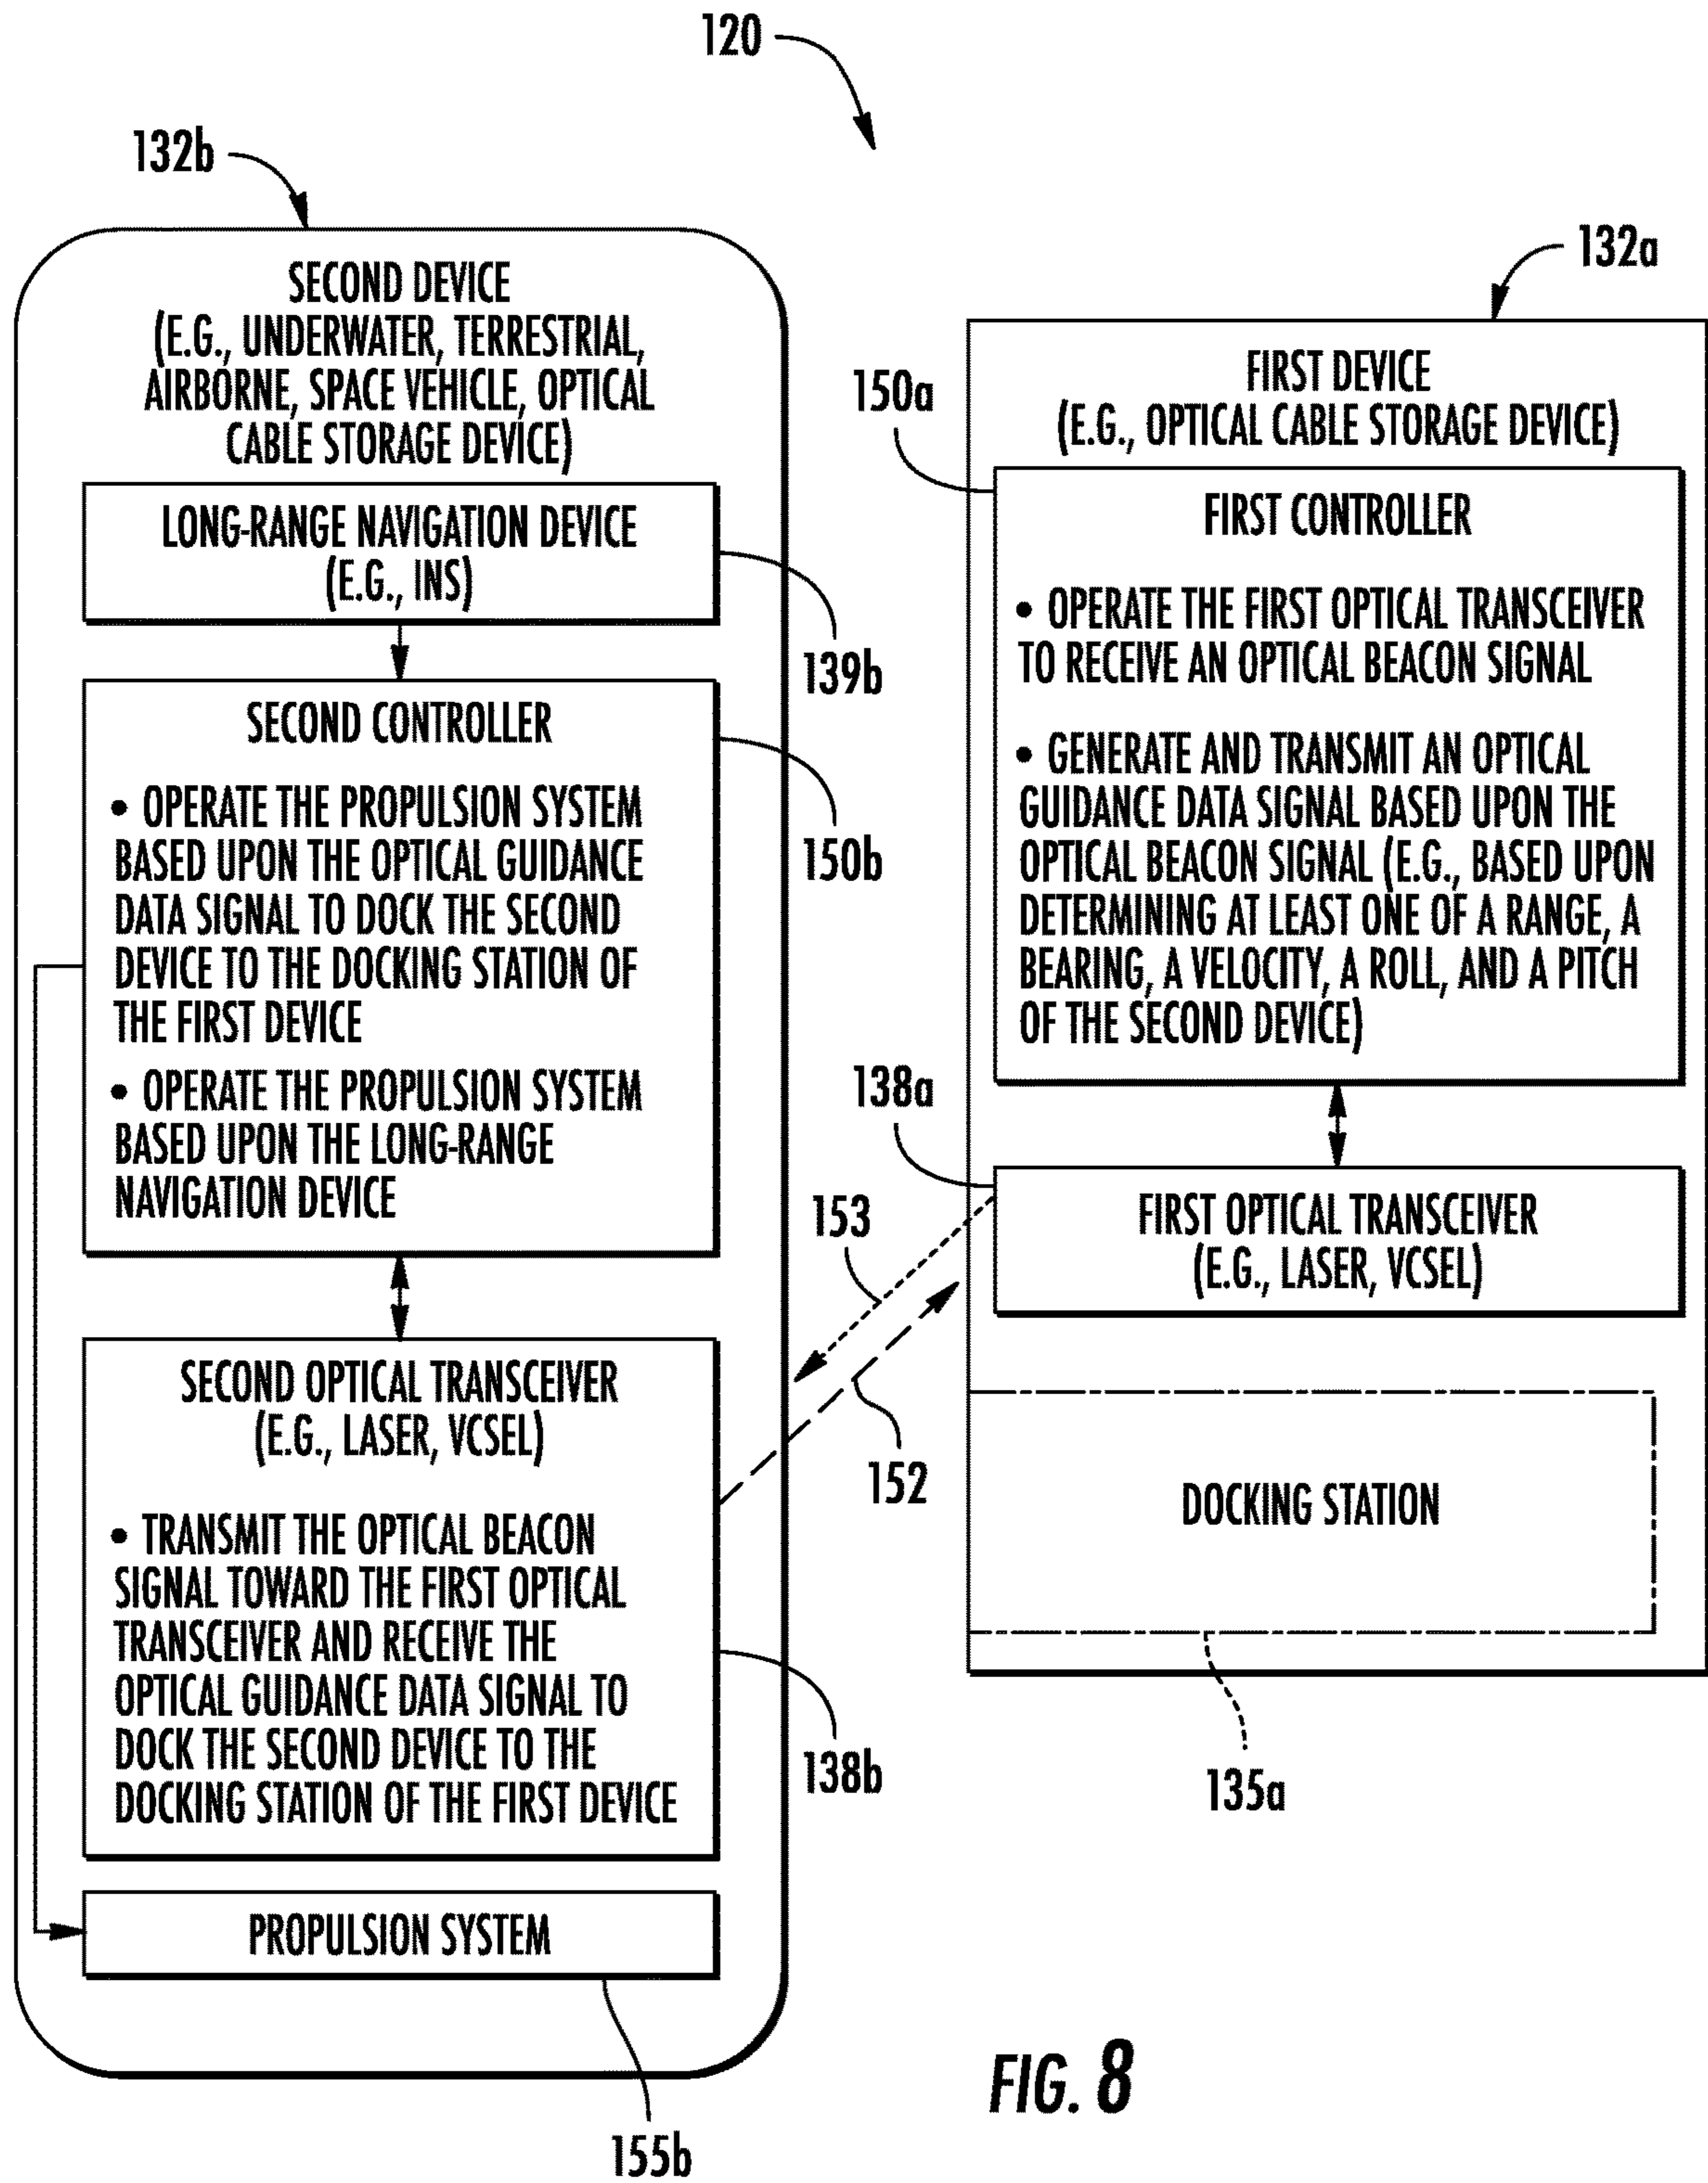 120
132b
SECOND DEVICE
(E.G., UNDERWATER, TERRESTRIAL,
AIRBORNE, SPACE VEHICLE, OPTICAL
CABLE STORAGE DEVICE)
LONG-RANGE NAVIGATION DEVICE
(E.G., INS)
139b
SECOND CONTROLLER
• OPERATE THE PROPULSION SYSTEM
BASED UPON THE OPTICAL GUIDANCE
DATA SIGNAL TO DOCK THE SECOND
DEVICE TO THE DOCKING STATION OF
THE FIRST DEVICE
• OPERATE THE PROPULSION SYSTEM
BASED UPON THE LONG-RANGE
NAVIGATION DEVICE
150b
SECOND OPTICAL TRANSCEIVER
(E.G., LASER, VCSEL)
• TRANSMIT THE OPTICAL BEACON
SIGNAL TOWARD THE FIRST OPTICAL
TRANSCEIVER AND RECEIVE THE
OPTICAL GUIDANCE DATA SIGNAL TO
DOCK THE SECOND DEVICE TO THE
DOCKING STATION OF THE FIRST DEVICE
138b
PROPULSION SYSTEM
155b
132a
FIRST DEVICE
(E.G., OPTICAL CABLE STORAGE DEVICE)
150a
FIRST CONTROLLER
• OPERATE THE FIRST OPTICAL TRANSCEIVER
TO RECEIVE AN OPTICAL BEACON SIGNAL
• GENERATE AND TRANSMIT AN OPTICAL
GUIDANCE DATA SIGNAL BASED UPON THE
OPTICAL BEACON SIGNAL (E.G., BASED UPON
DETERMINING AT LEAST ONE OF A RANGE, A
BEARING, A VELOCITY, A ROLL, AND A PITCH
OF THE SECOND DEVICE)
138a
FIRST OPTICAL TRANSCEIVER
(E.G., LASER, VCSEL)
153
152
DOCKING STATION
135a
FIG. 8